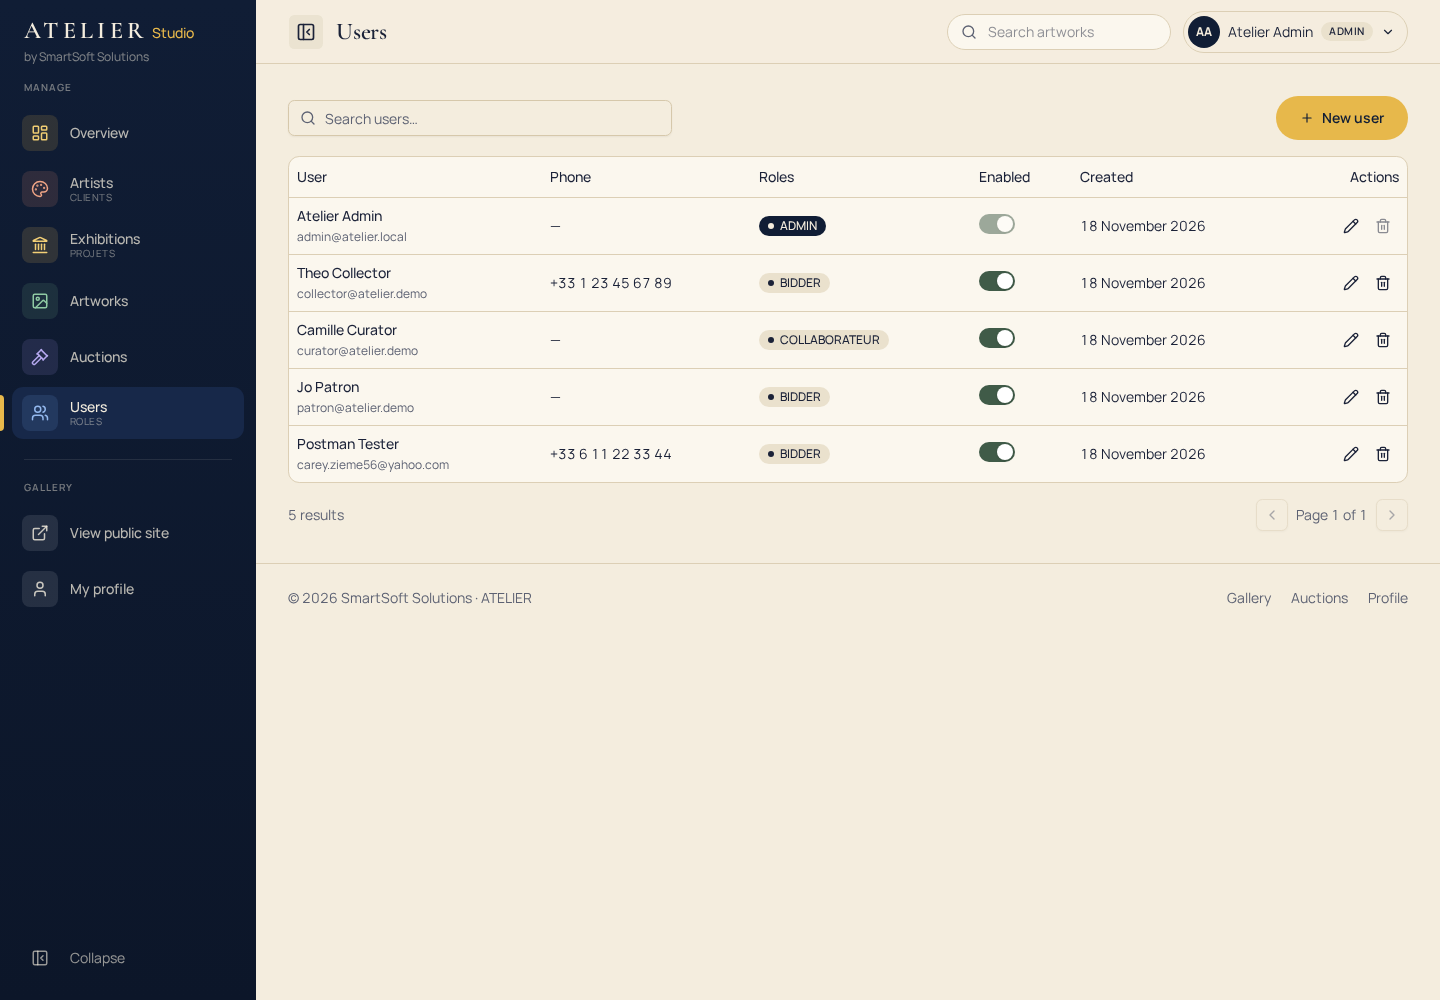 ATELIER Studio
by SmartSoft Solutions
MANAGE
Overview
Artists
CLIENTS
Exhibitions
PROJETS
Artworks
Auctions
Users
ROLES
GALLERY
View public site
My profile
Collapse
Users
Search artworks
AA Atelier Admin ADMIN
Search users...
New user
User Phone Roles Enabled Created Actions
Atelier Admin
admin@atelier.local
— ADMIN 18 November 2026
Theo Collector
collector@atelier.demo
+33 1 23 45 67 89 BIDDER 18 November 2026
Camille Curator
curator@atelier.demo
— COLLABORATEUR 18 November 2026
Jo Patron
patron@atelier.demo
— BIDDER 18 November 2026
Postman Tester
carey.zieme56@yahoo.com
+33 6 11 22 33 44 BIDDER 18 November 2026
5 results
Page 1 of 1
© 2026 SmartSoft Solutions · ATELIER
Gallery Auctions Profile